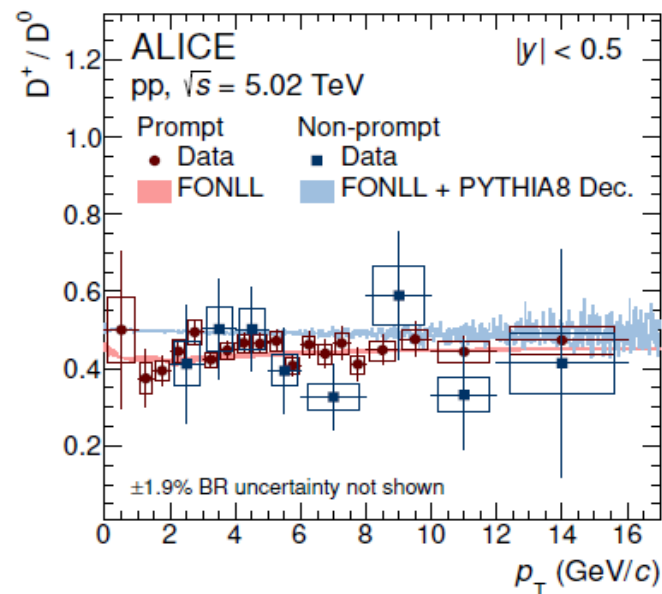 D⁺ / D⁰
ALICE |y| < 0.5
pp, √s = 5.02 TeV
Prompt Non-prompt
Data Data
FONLL FONLL + PYTHIA8 Dec.
1.2
1.0
0.8
0.6
0.4
0.2
±1.9% BR uncertainty not shown
0 2 4 6 8 10 12 14 16
p_T (GeV/c)